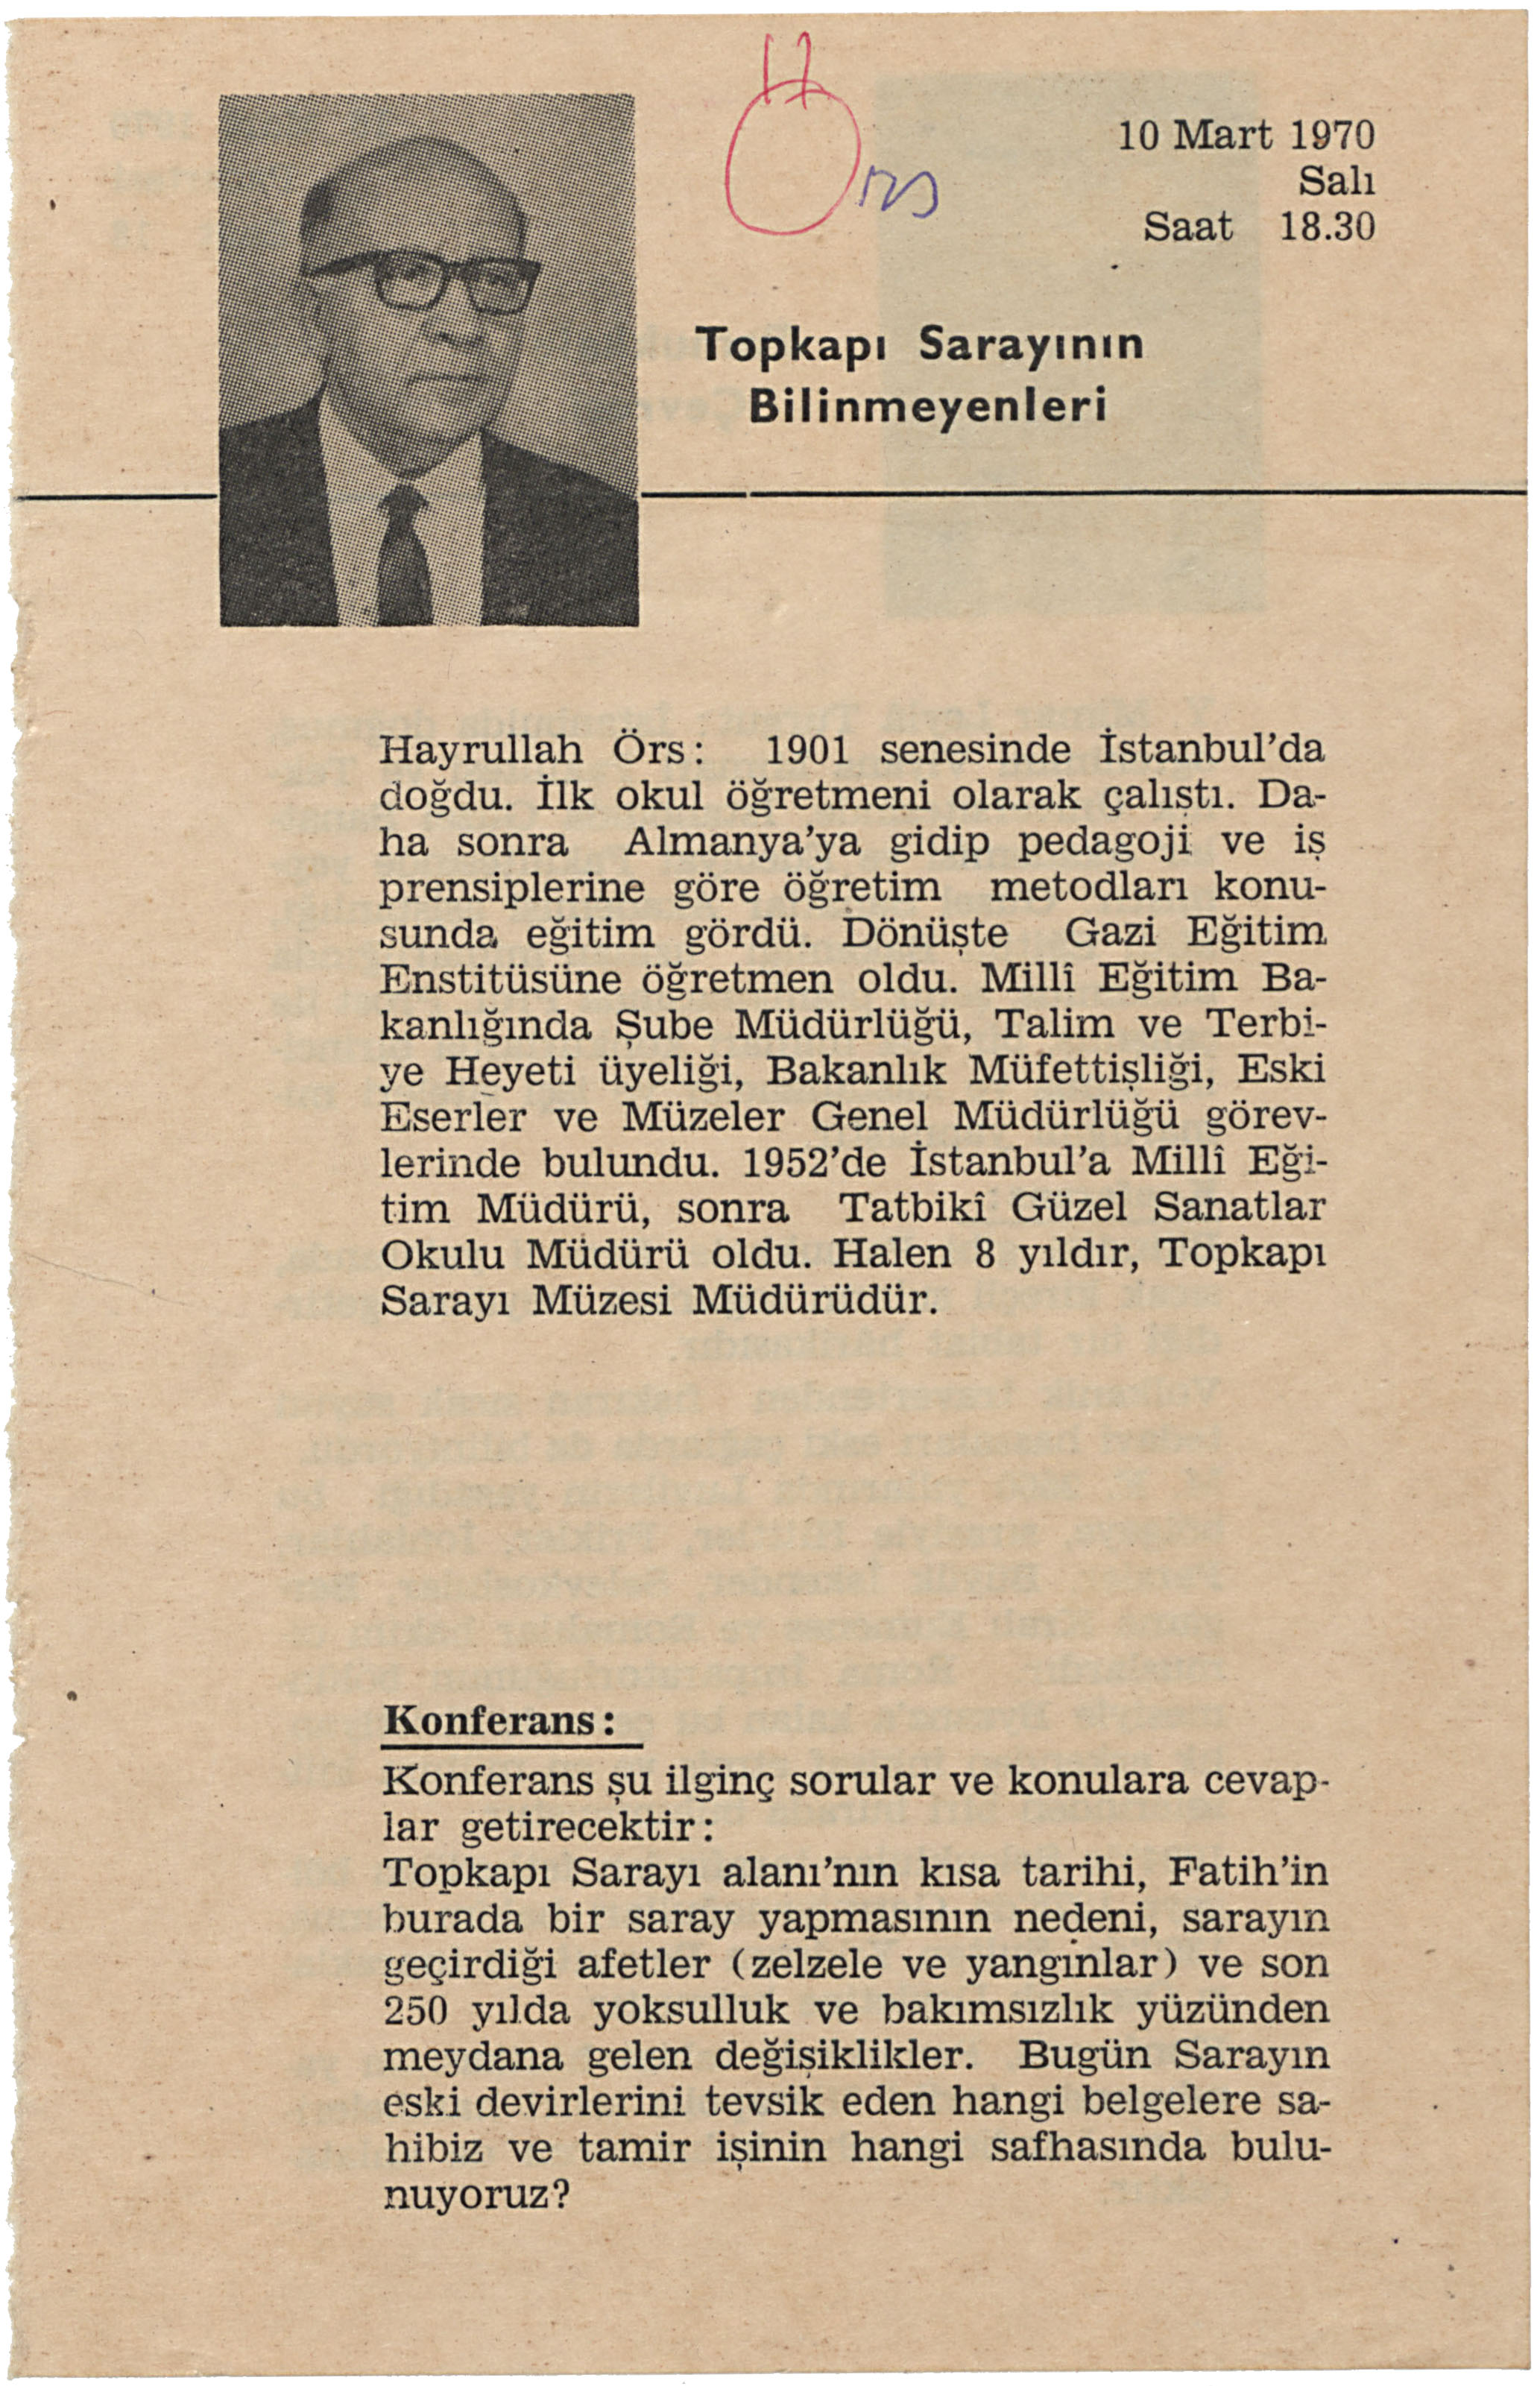 H
Örs
10 Mart 1970
Salı
Saat 18.30
Topkapı Sarayının
Bilinmeyenleri
Hayrullah Örs: 1901 senesinde İstanbul'da
doğdu. İlk okul öğretmeni olarak çalıştı. Da-
ha sonra Almanya'ya gidip pedagoji ve iş
prensiplerine göre öğretim metodları konu-
sunda eğitim gördü. Dönüşte Gazi Eğitim
Enstitüsüne öğretmen oldu. Millî Eğitim Ba-
kanlığında Şube Müdürlüğü, Talim ve Terbi-
ye Heyeti üyeliği, Bakanlık Müfettişliği, Eski
Eserler ve Müzeler Genel Müdürlüğü görev-
lerinde bulundu. 1952'de İstanbul'a Millî Eği-
tim Müdürü, sonra Tatbikî Güzel Sanatlar
Okulu Müdürü oldu. Halen 8 yıldır, Topkapı
Sarayı Müzesi Müdürüdür.
Konferans:
Konferans şu ilginç sorular ve konulara cevap-
lar getirecektir:
Topkapı Sarayı alanı'nın kısa tarihi, Fatih'in
burada bir saray yapmasının nedeni, sarayın
geçirdiği afetler (zelzele ve yangınlar) ve son
250 yılda yoksulluk ve bakımsızlık yüzünden
meydana gelen değişiklikler. Bugün Sarayın
eski devirlerini tevsik eden hangi belgelere sa-
hibiz ve tamir işinin hangi safhasında bulu-
nuyoruz?